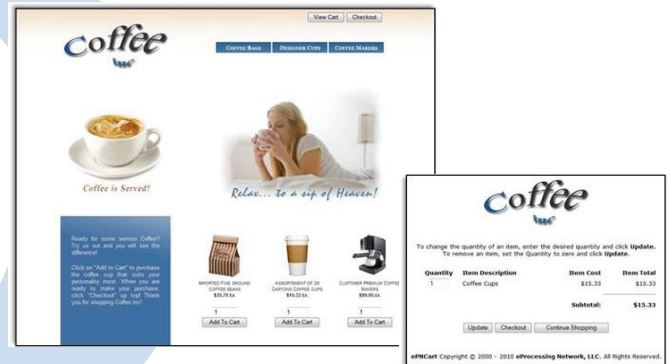 View Cart
Checkout
Coffee
Inc
COFFEE BAGS
DESIGNER CUPS
COFFEE MAKERS
Coffee is Served!
Relax... to a sip of Heaven!
Ready for some serious Coffee?
Try us out and you will see the
difference!
Click on "Add to Cart" to purchase
the coffee cup that suits your
personality most. When you are
ready to make your purchase,
click "Checkout" up top! Thank
you for shopping Coffee Inc!
IMPORTED FINE GROUND
COFFEE BEANS
$25.75 EA.
1
Add To Cart
ASSORTMENT OF 24
CARTONS COFFEE CUPS
$15.33 EA.
1
Add To Cart
CUSTOMER PREMIUM COFFEE
MAKERS
$99.95 EA.
1
Add To Cart
Coffee
Inc
To change the quantity of an item, enter the desired quantity and click Update.
To remove an item, set the Quantity to zero and click Update.
Quantity Item Description Item Cost Item Total
1 Coffee Cups $15.33 $15.33
Subtotal: $15.33
Update
Checkout
Continue Shopping
ePNCart Copyright © 2000 - 2010 eProcessing Network, LLC. All Rights Reserved.